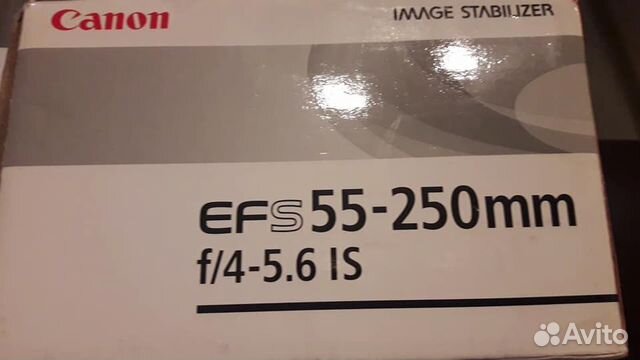 Canon
IMAGE STABILIZER
EFS 55-250mm
f/4-5.6 IS
Avito